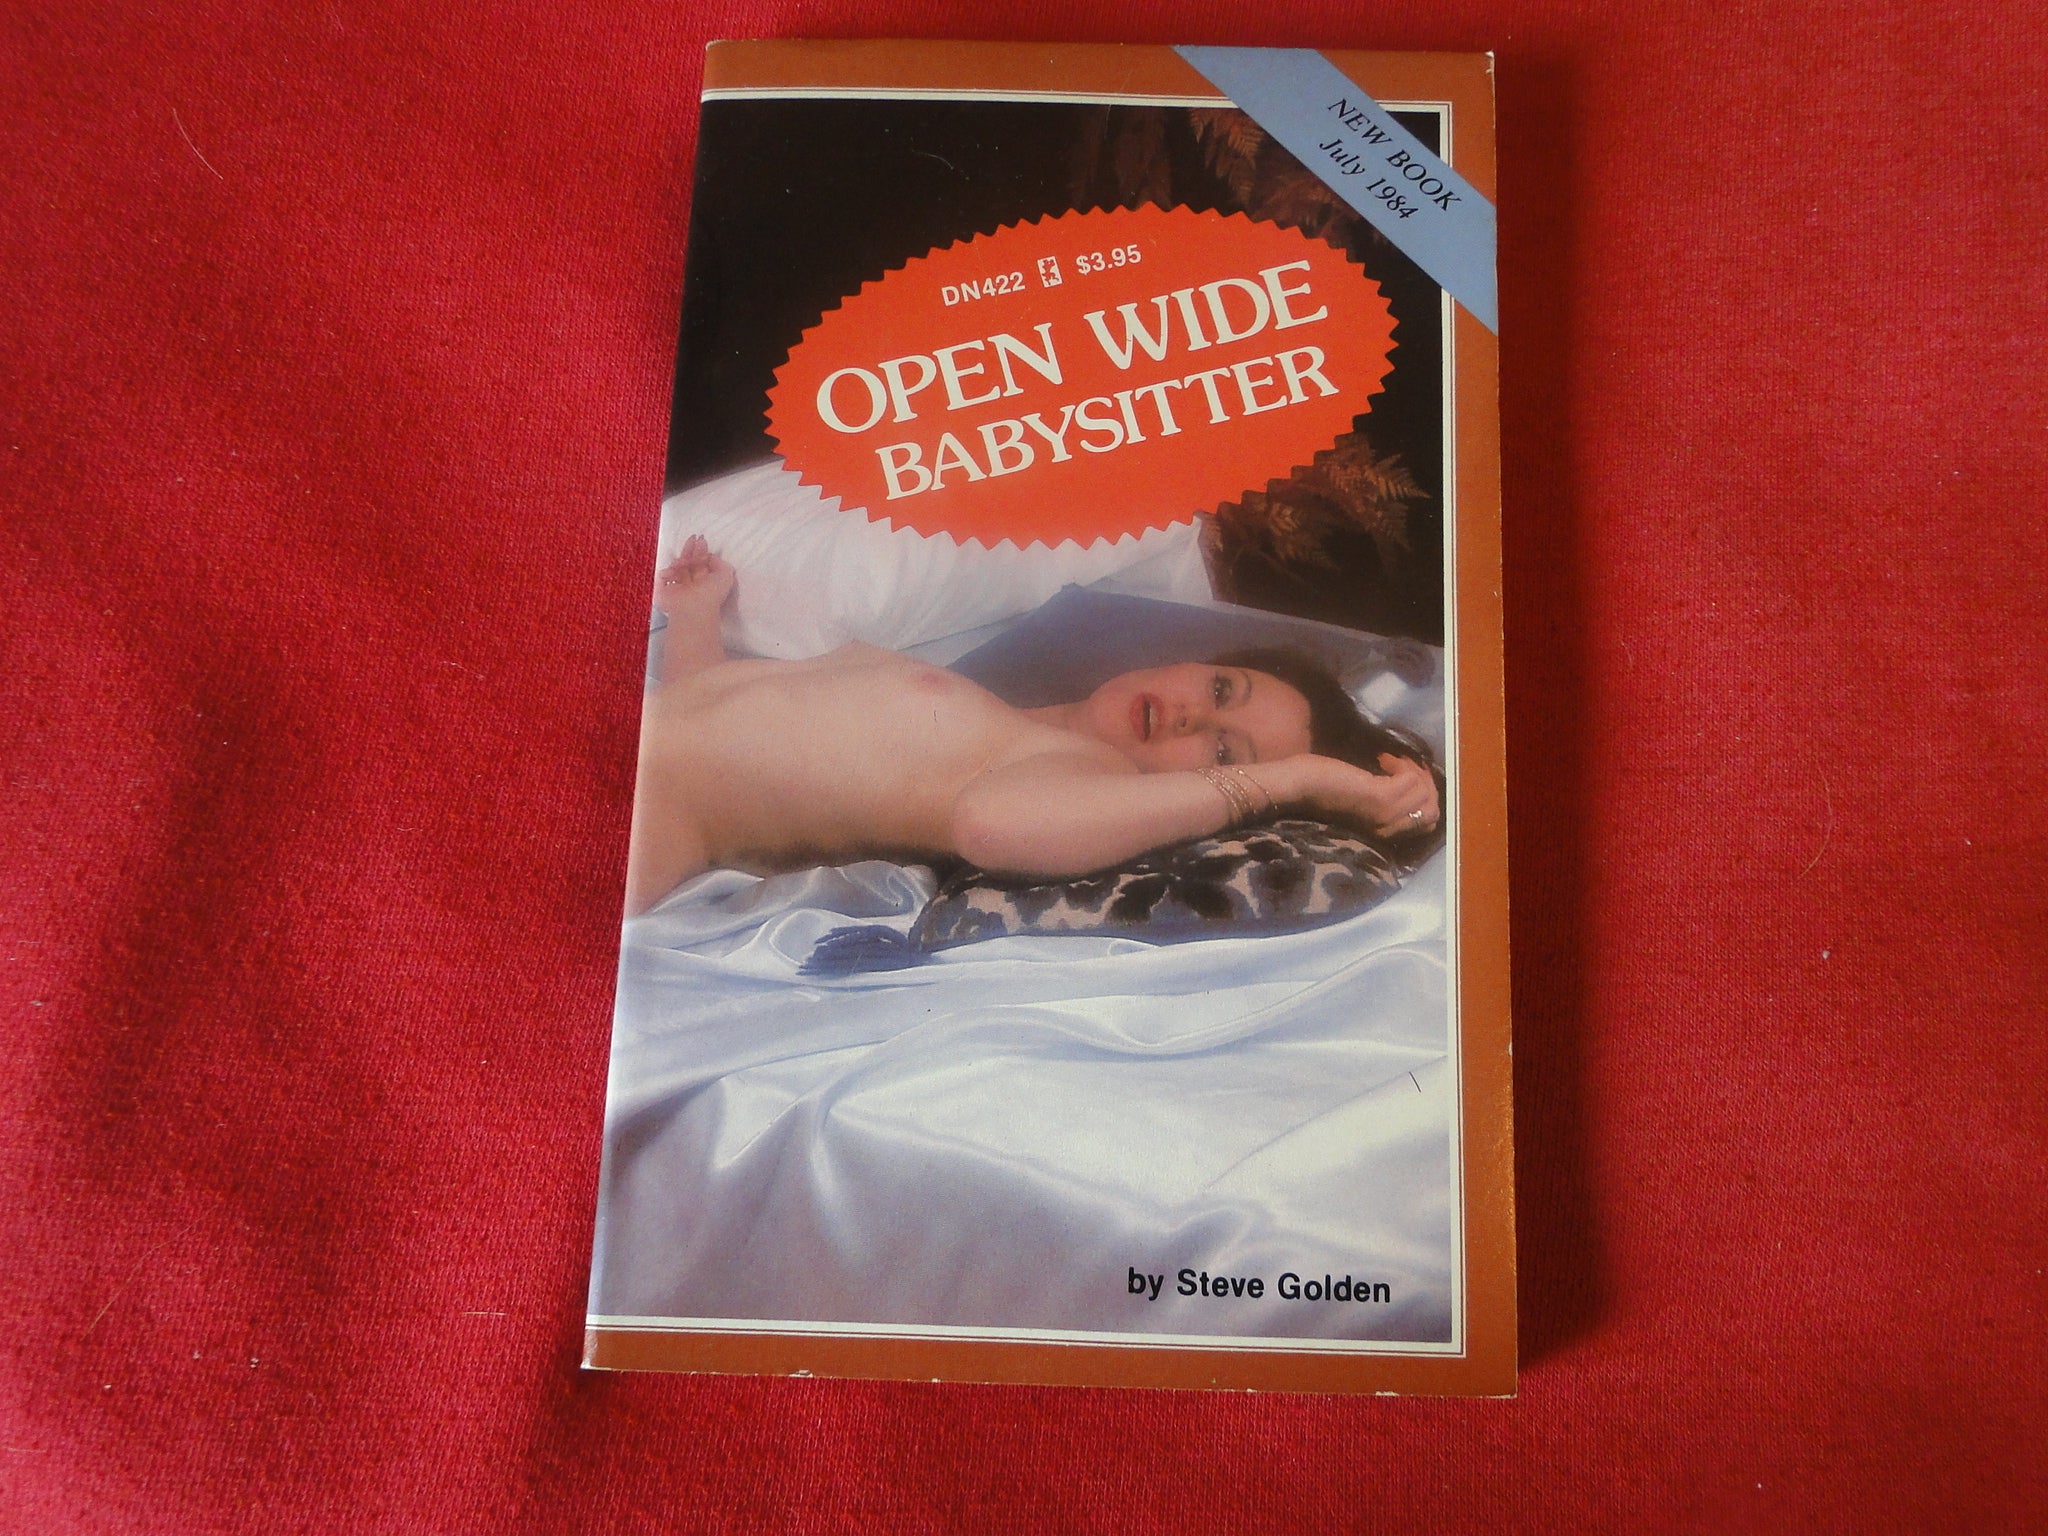 NEW BOOK
July 1984
DN422 $3.95
OPEN WIDE
BABYSITTER
by Steve Golden